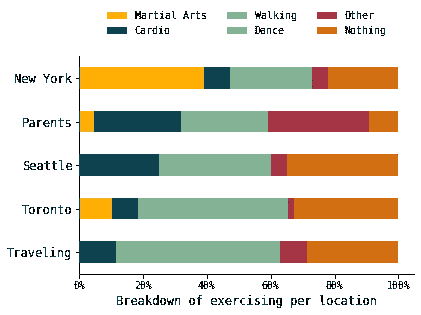 Martial Arts Walking Other
Cardio Dance Nothing
New York
Parents
Seattle
Toronto
Traveling
0% 20% 40% 60% 80% 100%
Breakdown of exercising per location